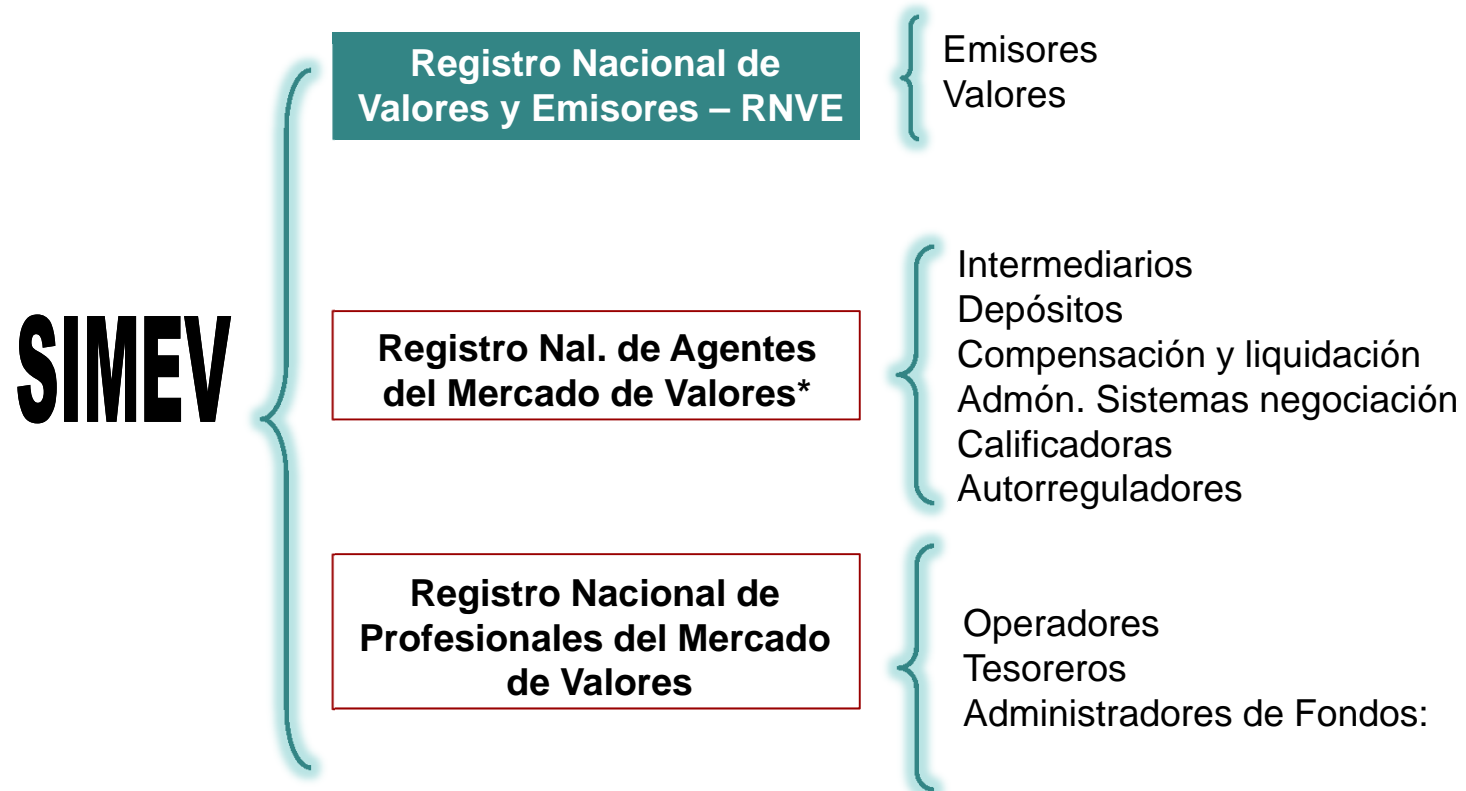 SIMEV
Registro Nacional de
Valores y Emisores – RNVE
Emisores
Valores
Registro Nal. de Agentes
del Mercado de Valores*
Intermediarios
Depósitos
Compensación y liquidación
Admón. Sistemas negociación
Calificadoras
Autorreguladores
Registro Nacional de
Profesionales del Mercado
de Valores
Operadores
Tesoreros
Administradores de Fondos: